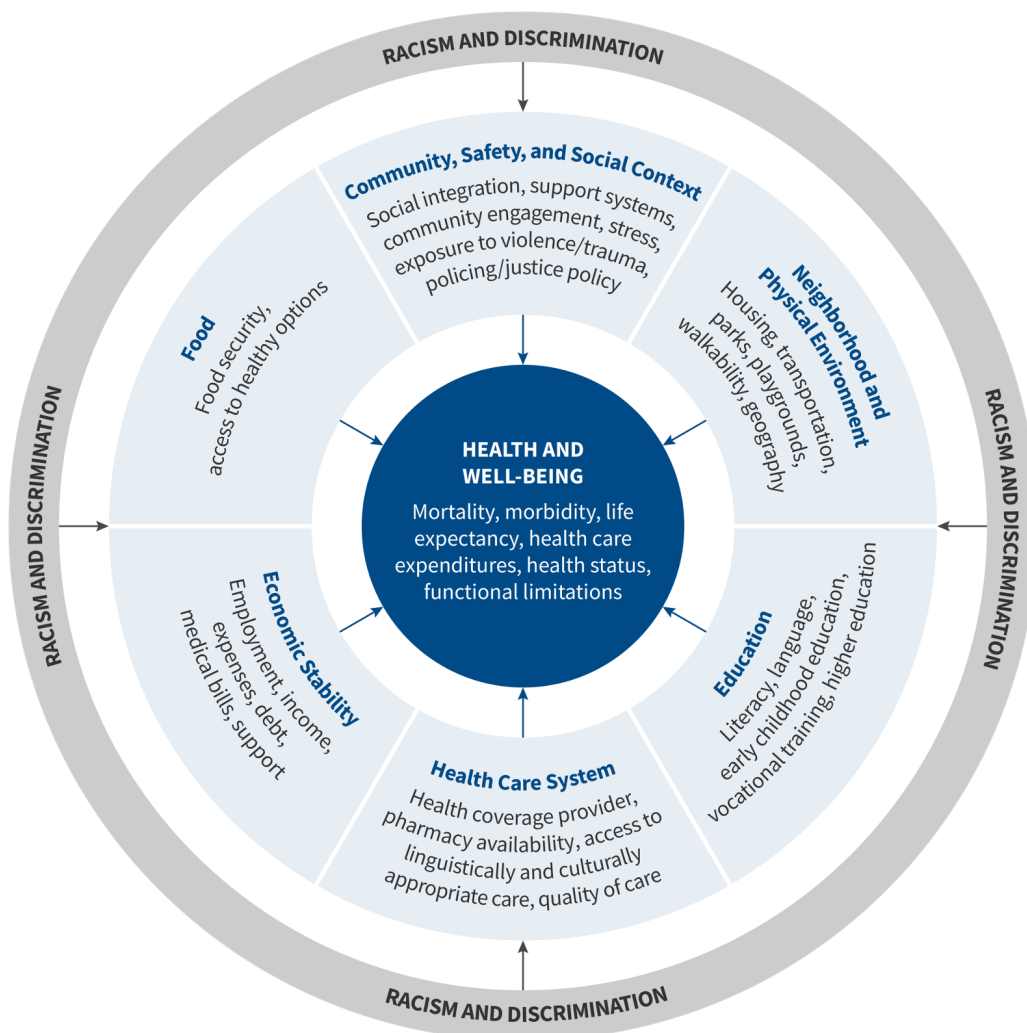 RACISM AND DISCRIMINATION
Community, Safety, and Social Context
Social integration, support systems,
community engagement, stress,
exposure to violence/trauma,
policing/justice policy
Neighborhood and
Physical Environment
Housing, transportation,
parks, playgrounds,
walkability, geography
RACISM AND DISCRIMINATION
Education
Literacy, language,
early childhood education,
vocational training, higher education
Health Care System
Health coverage provider,
pharmacy availability, access to
linguistically and culturally
appropriate care, quality of care
RACISM AND DISCRIMINATION
Economic Stability
Employment, income,
expenses, debt,
medical bills, support
RACISM AND DISCRIMINATION
Food
Food security,
access to healthy options
HEALTH AND
WELL-BEING
Mortality, morbidity, life
expectancy, health care
expenditures, health status,
functional limitations